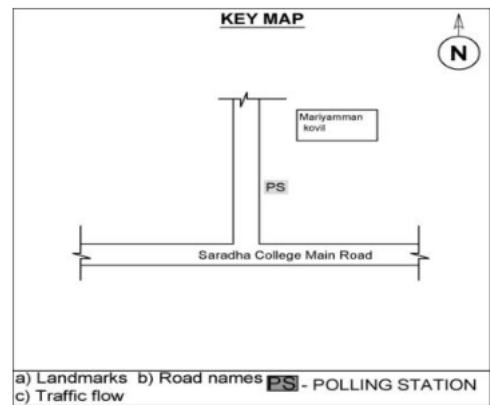 KEY MAP
N
Mariyamman
kovil
PS
Saradha College Main Road
a) Landmarks b) Road names PS - POLLING STATION
c) Traffic flow